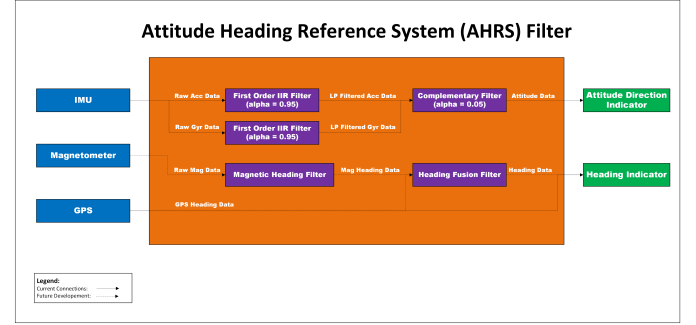 Attitude Heading Reference System (AHRS) Filter
IMU
Raw Acc Data
First Order IIR Filter
(alpha = 0.95)
LP Filtered Acc Data
Complementary Filter
(alpha = 0.05)
Attitude Data
Attitude Direction
Indicator
Raw Gyr Data
First Order IIR Filter
(alpha = 0.95)
LP Filtered Gyr Data
Magnetometer
Raw Mag Data
Magnetic Heading Filter
Mag Heading Data
Heading Fusion Filter
Heading Data
Heading Indicator
GPS
GPS Heading Data
Legend:
Current Connections:
Future Developement: